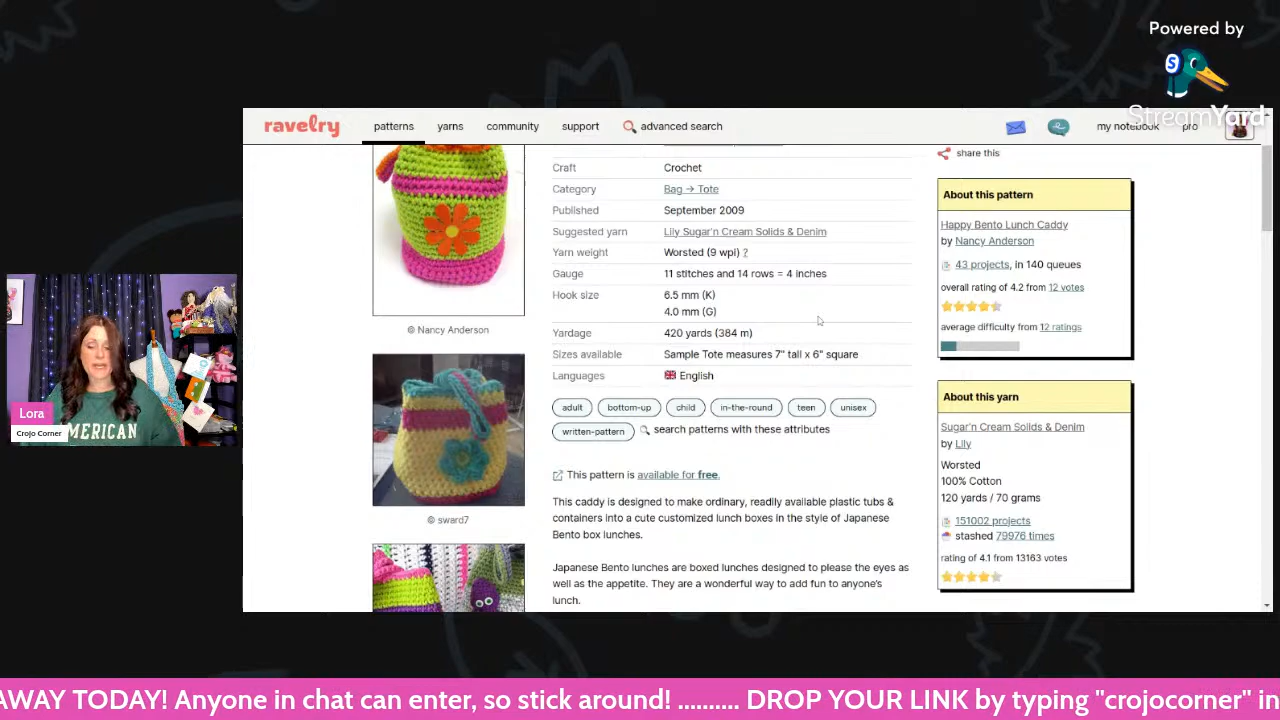 Powered by
StreamYard
ravelry
patterns
yarns
community
support
advanced search
my notebook
pro
share this
Craft Crochet
Category Bag → Tote
Published September 2009
Suggested yarn Lily Sugar'n Cream Solids & Denim
Yarn weight Worsted (9 wpi) ?
Gauge 11 stitches and 14 rows = 4 inches
Hook size 6.5 mm (K)
4.0 mm (G)
Yardage 420 yards (384 m)
Sizes available Sample Tote measures 7" tall x 6" square
Languages English
adult bottom-up child in-the-round teen unisex
written-pattern search patterns with these attributes
This pattern is available for free.
This caddy is designed to make ordinary, readily available plastic tubs &
containers into a cute customized lunch boxes in the style of Japanese
Bento box lunches.
Japanese Bento lunches are boxed lunches designed to please the eyes as
well as the appetite. They are a wonderful way to add fun to anyone's
lunch.
© Nancy Anderson
© sward7
About this pattern
Happy Bento Lunch Caddy
by Nancy Anderson
43 projects, in 140 queues
overall rating of 4.2 from 12 votes
average difficulty from 12 ratings
About this yarn
Sugar'n Cream Solids & Denim
by Lily
Worsted
100% Cotton
120 yards / 70 grams
151002 projects
stashed 79976 times
rating of 4.1 from 13163 votes
Lora
Crojo Corner
MERICAN
AWAY TODAY! Anyone in chat can enter, so stick around! .......... DROP YOUR LINK by typing "crojocorner" in